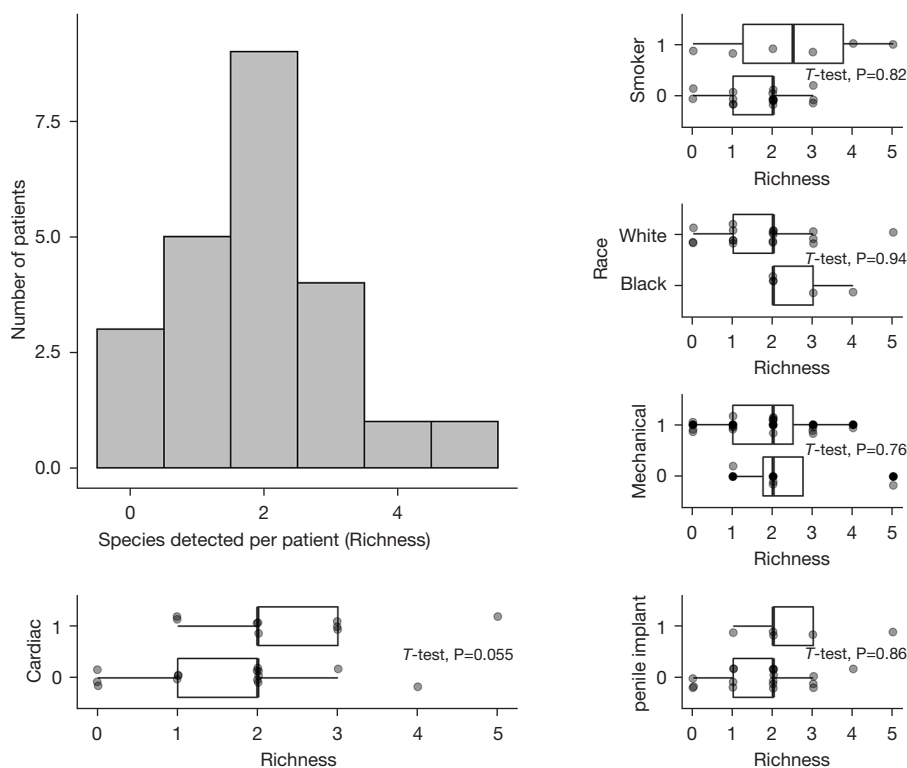 7.5
5.0
2.5
0.0
Number of patients
0 2 4
Species detected per patient (Richness)
Smoker
1
0
T-test, P=0.82
0 1 2 3 4 5
Richness
Race
White
Black
T-test, P=0.94
0 1 2 3 4 5
Richness
Mechanical
1
0
T-test, P=0.76
0 1 2 3 4 5
Richness
Cardiac
1
0
T-test, P=0.055
0 1 2 3 4 5
Richness
penile implant
1
0
T-test, P=0.86
0 1 2 3 4 5
Richness